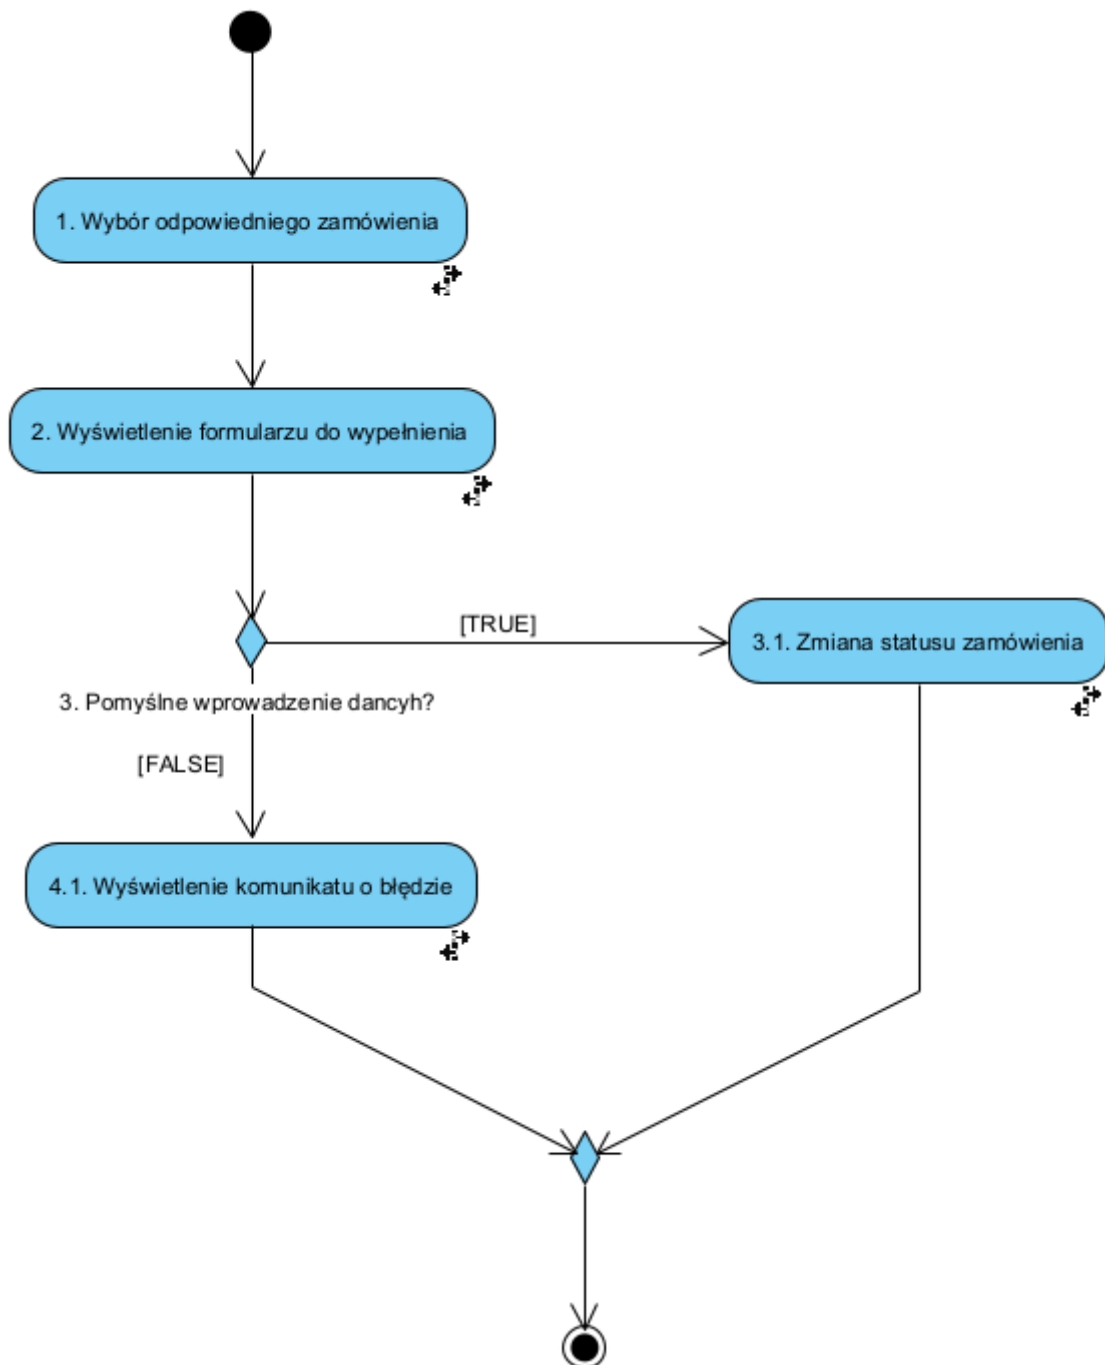 1. Wybór odpowiedniego zamówienia
2. Wyświetlenie formularzu do wypełnienia
[TRUE]
3.1. Zmiana statusu zamówienia
3. Pomyślne wprowadzenie dancyh?
[FALSE]
4.1. Wyświetlenie komunikatu o błędzie